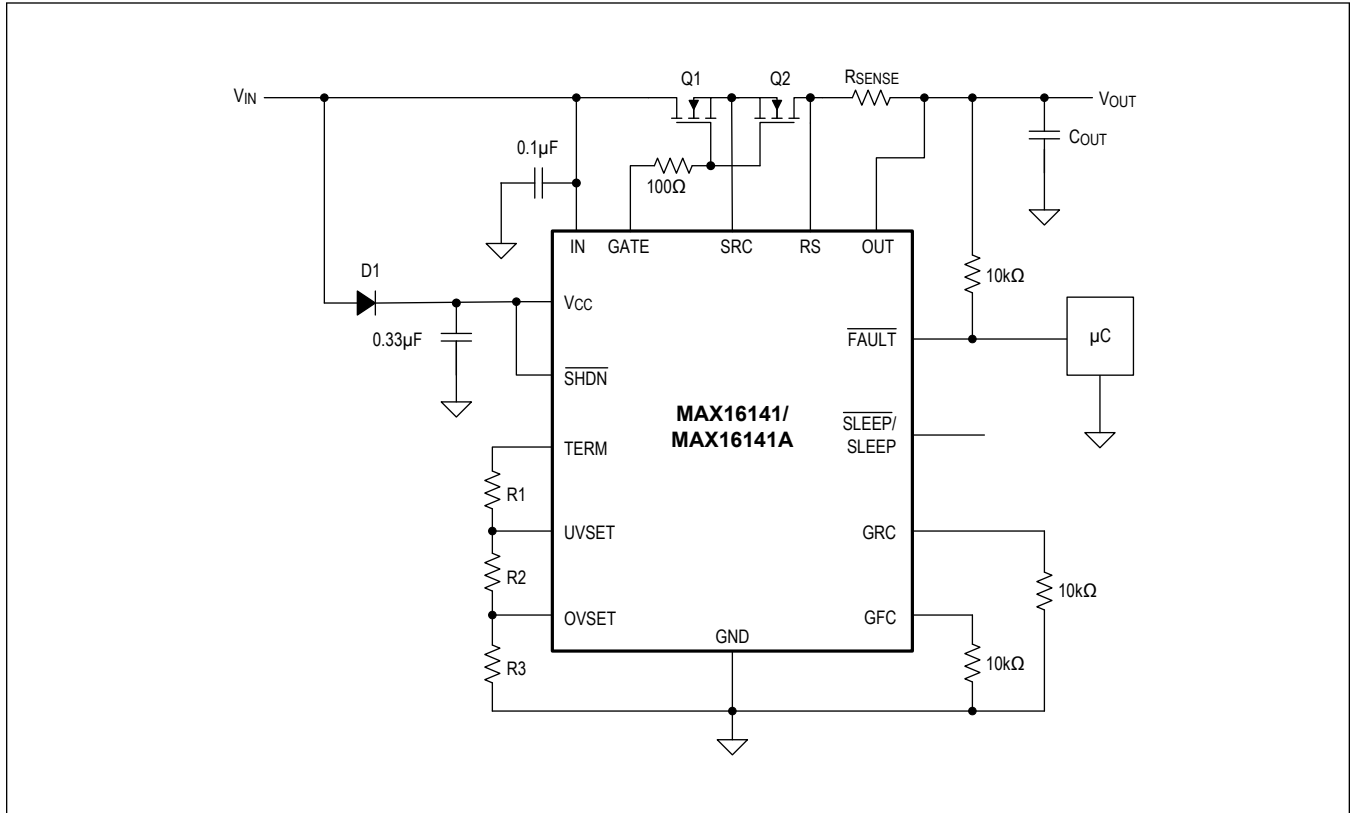 Q1
Q2
RSENSE
VIN
VOUT
COUT
0.1µF
100Ω
IN
GATE
SRC
RS
OUT
10kΩ
D1
VCC
0.33µF
FAULT
µC
SHDN
MAX16141/
MAX16141A
SLEEP/
SLEEP
TERM
R1
UVSET
GRC
R2
10kΩ
OVSET
GFC
GND
R3
10kΩ